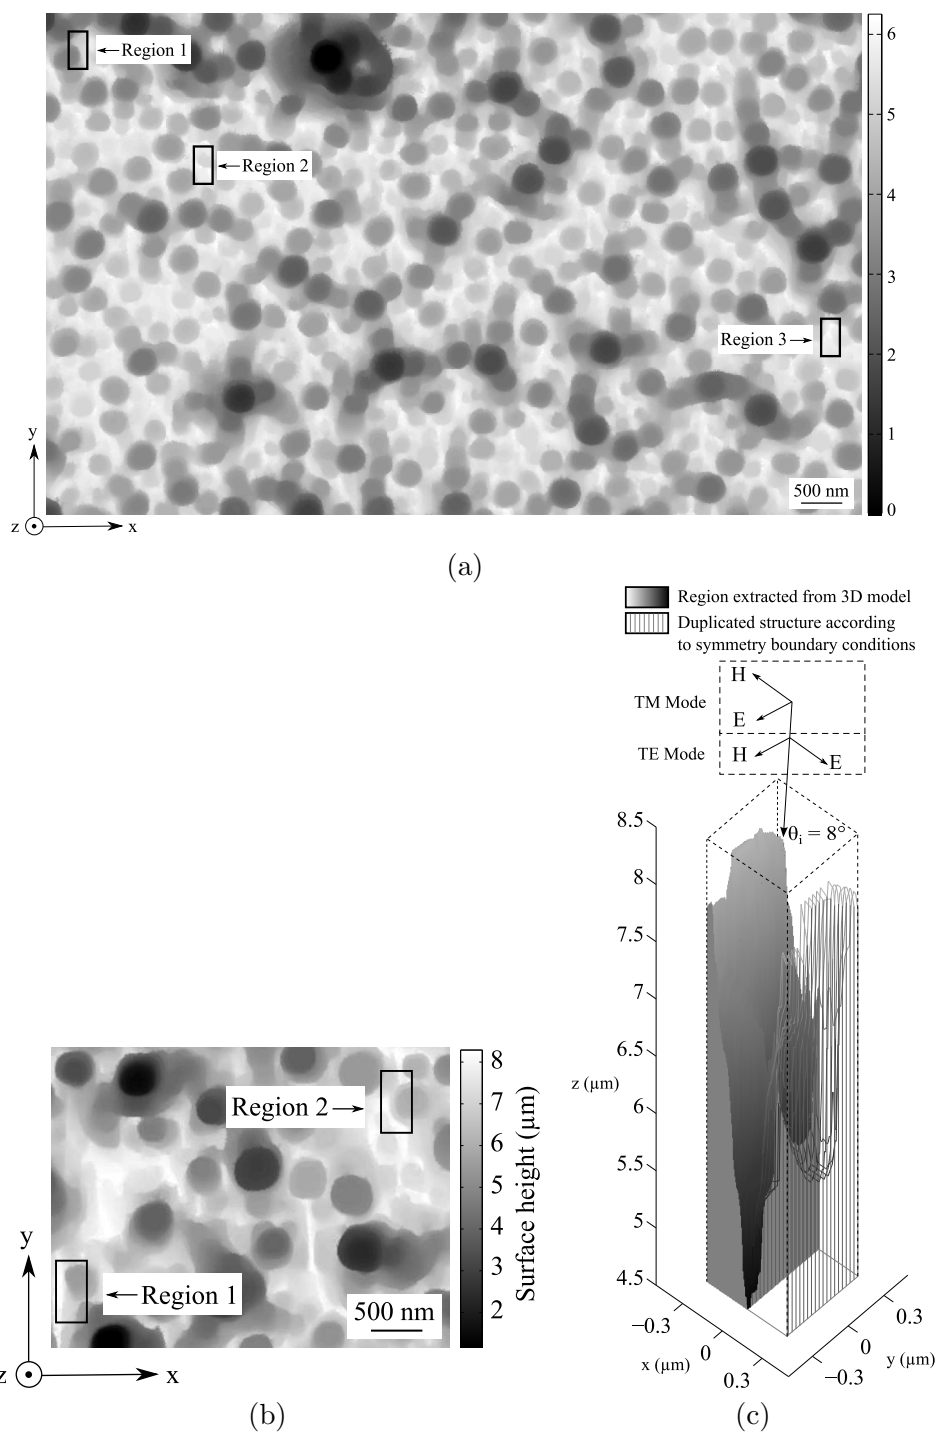 Region 1
Region 2
Region 3
6
5
4
3
2
1
0
500 nm
y
z
x
(a)
Region extracted from 3D model
Duplicated structure according
to symmetry boundary conditions
H
TM Mode
E
TE Mode
H
E
θi = 8°
8.5
8
7.5
7
6.5
z (µm)
6
5.5
5
4.5
−0.3
0
0.3
x (µm)
0.3
0
−0.3
y (µm)
(c)
Region 2
Region 1
500 nm
8
7
6
5
4
3
2
Surface height (µm)
y
z
x
(b)